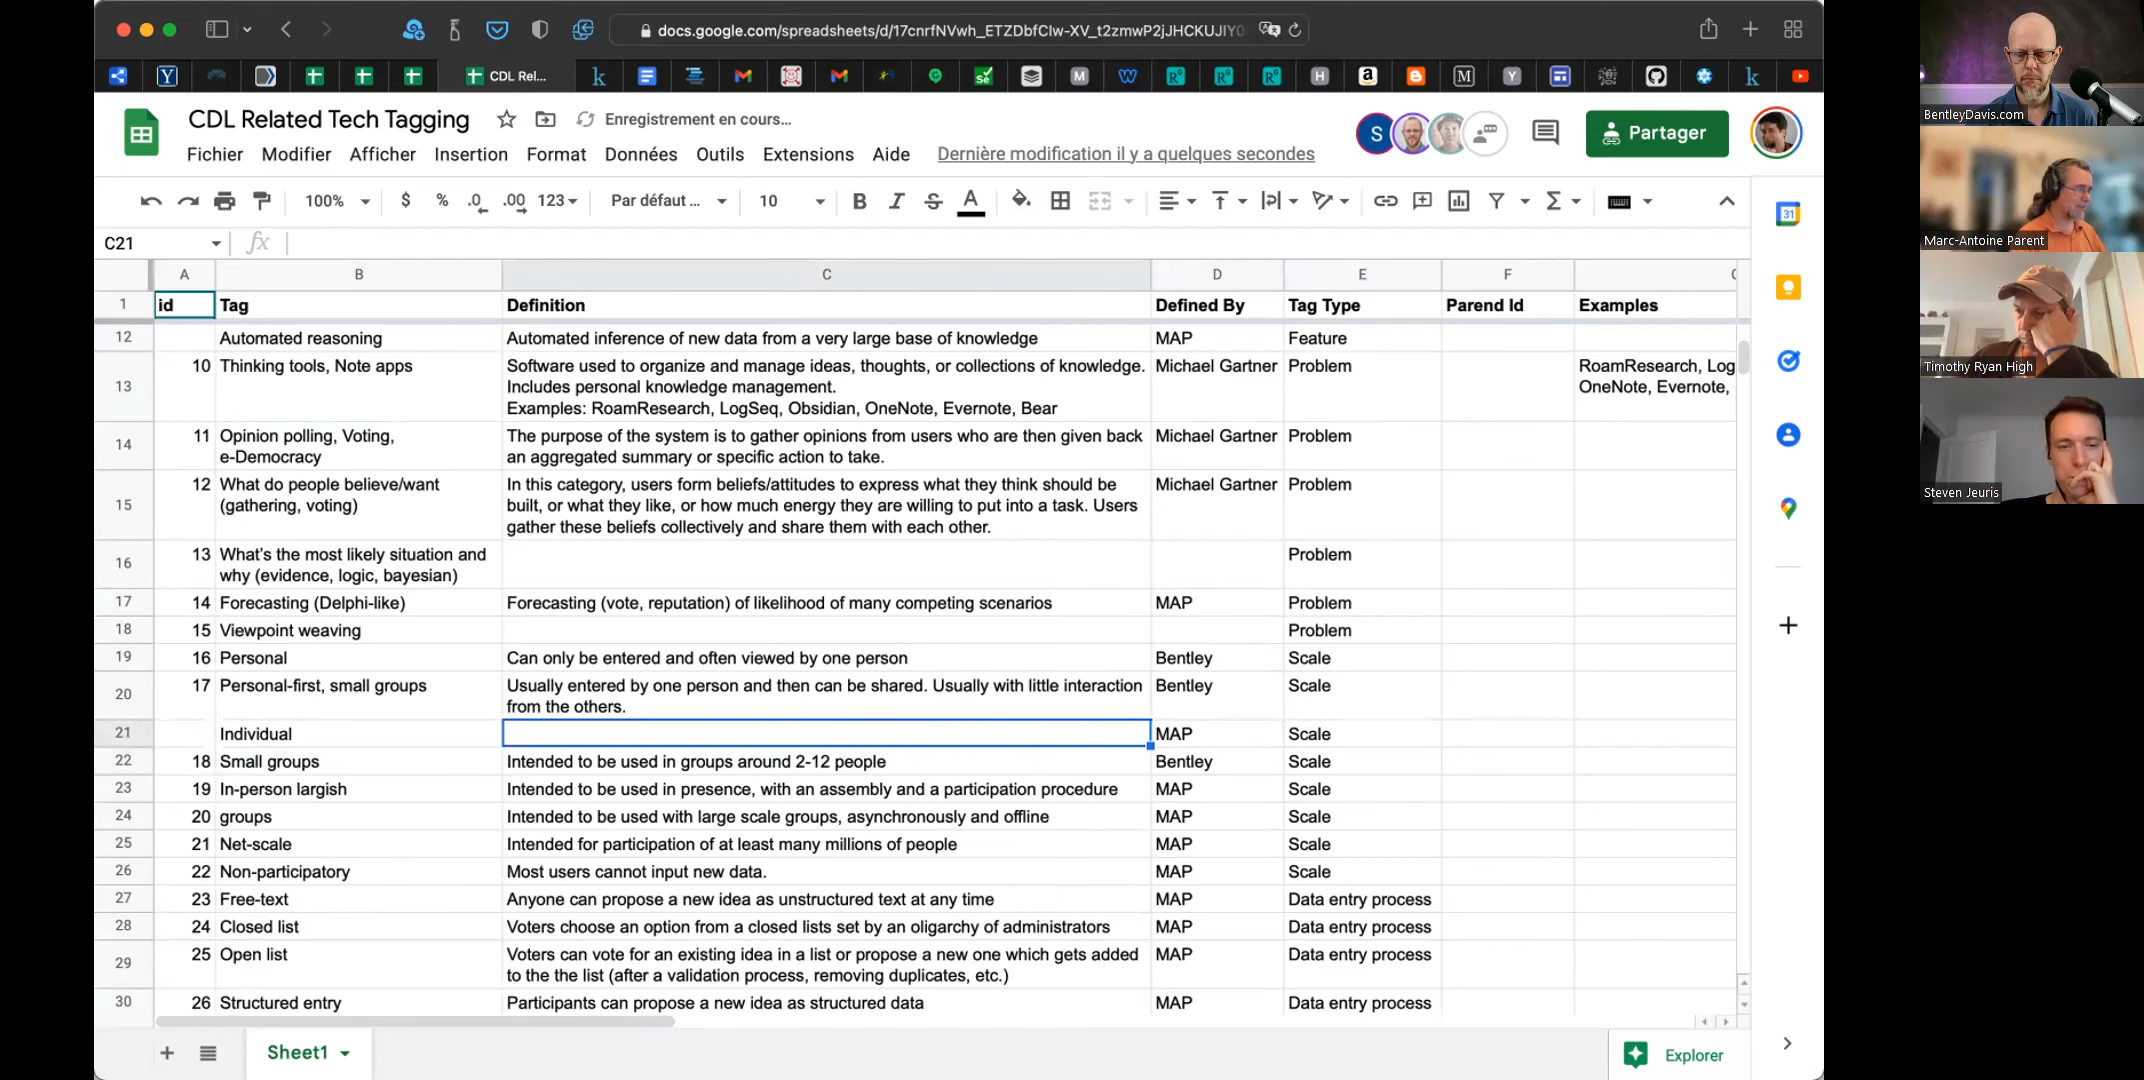 docs.google.com/spreadsheets/d/17cnrfNVwh_ETZDbfClw-XV_t2zmwP2jJHCKUJIY0
CDL Rel...
CDL Related Tech Tagging
Enregistrement en cours...
S
Partager
Fichier Modifier Afficher Insertion Format Données Outils Extensions Aide Dernière modification il y a quelques secondes
100% $ % .0 .00 123 Par défaut ... 10 B I S A
C21 fx
A B C D E F
1 id Tag Definition Defined By Tag Type Parend Id Examples
12 Automated reasoning Automated inference of new data from a very large base of knowledge MAP Feature
13 10 Thinking tools, Note apps Software used to organize and manage ideas, thoughts, or collections of knowledge. Michael Gartner Problem RoamResearch, Log
Includes personal knowledge management. OneNote, Evernote,
Examples: RoamResearch, LogSeq, Obsidian, OneNote, Evernote, Bear
14 11 Opinion polling, Voting, The purpose of the system is to gather opinions from users who are then given back Michael Gartner Problem
e-Democracy an aggregated summary or specific action to take.
15 12 What do people believe/want In this category, users form beliefs/attitudes to express what they think should be Michael Gartner Problem
(gathering, voting) built, or what they like, or how much energy they are willing to put into a task. Users
gather these beliefs collectively and share them with each other.
16 13 What's the most likely situation and Problem
why (evidence, logic, bayesian)
17 14 Forecasting (Delphi-like) Forecasting (vote, reputation) of likelihood of many competing scenarios MAP Problem
18 15 Viewpoint weaving Problem
19 16 Personal Can only be entered and often viewed by one person Bentley Scale
20 17 Personal-first, small groups Usually entered by one person and then can be shared. Usually with little interaction Bentley Scale
from the others.
21 Individual MAP Scale
22 18 Small groups Intended to be used in groups around 2-12 people Bentley Scale
23 19 In-person largish Intended to be used in presence, with an assembly and a participation procedure MAP Scale
24 20 groups Intended to be used with large scale groups, asynchronously and offline MAP Scale
25 21 Net-scale Intended for participation of at least many millions of people MAP Scale
26 22 Non-participatory Most users cannot input new data. MAP Scale
27 23 Free-text Anyone can propose a new idea as unstructured text at any time MAP Data entry process
28 24 Closed list Voters choose an option from a closed lists set by an oligarchy of administrators MAP Data entry process
29 25 Open list Voters can vote for an existing idea in a list or propose a new one which gets added MAP Data entry process
to the the list (after a validation process, removing duplicates, etc.)
30 26 Structured entry Participants can propose a new idea as structured data MAP Data entry process
Sheet1
Explorer
31
BentleyDavis.com
Marc-Antoine Parent
Timothy Ryan High
Steven Jeuris